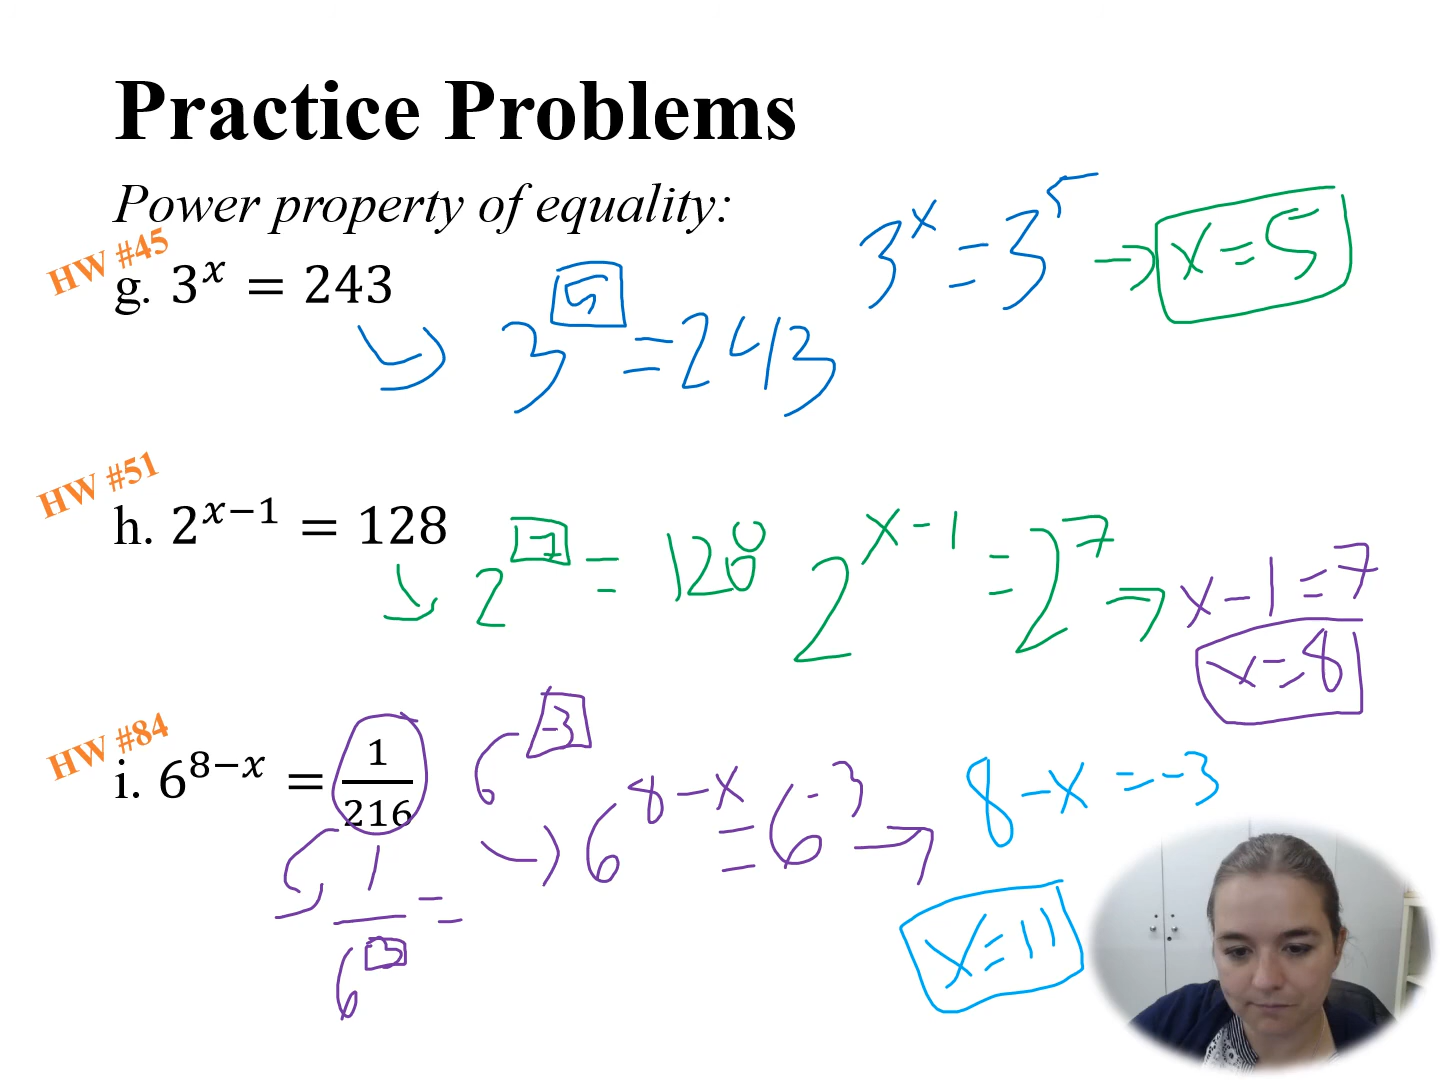 Practice Problems
Power property of equality:
HW #45
g. 3^x = 243
3^5 = 243
3^x = 3^5 → x = 5
HW #51
h. 2^{x−1} = 128
2^7 = 128
2^{x-1} = 2^7 → x-1=7
x=8
HW #84
i. 6^{8−x} = 1/216
1/6^3 = 6^{-3}
→ 6^{8-x} = 6^{-3} → 8-x=-3
x=11